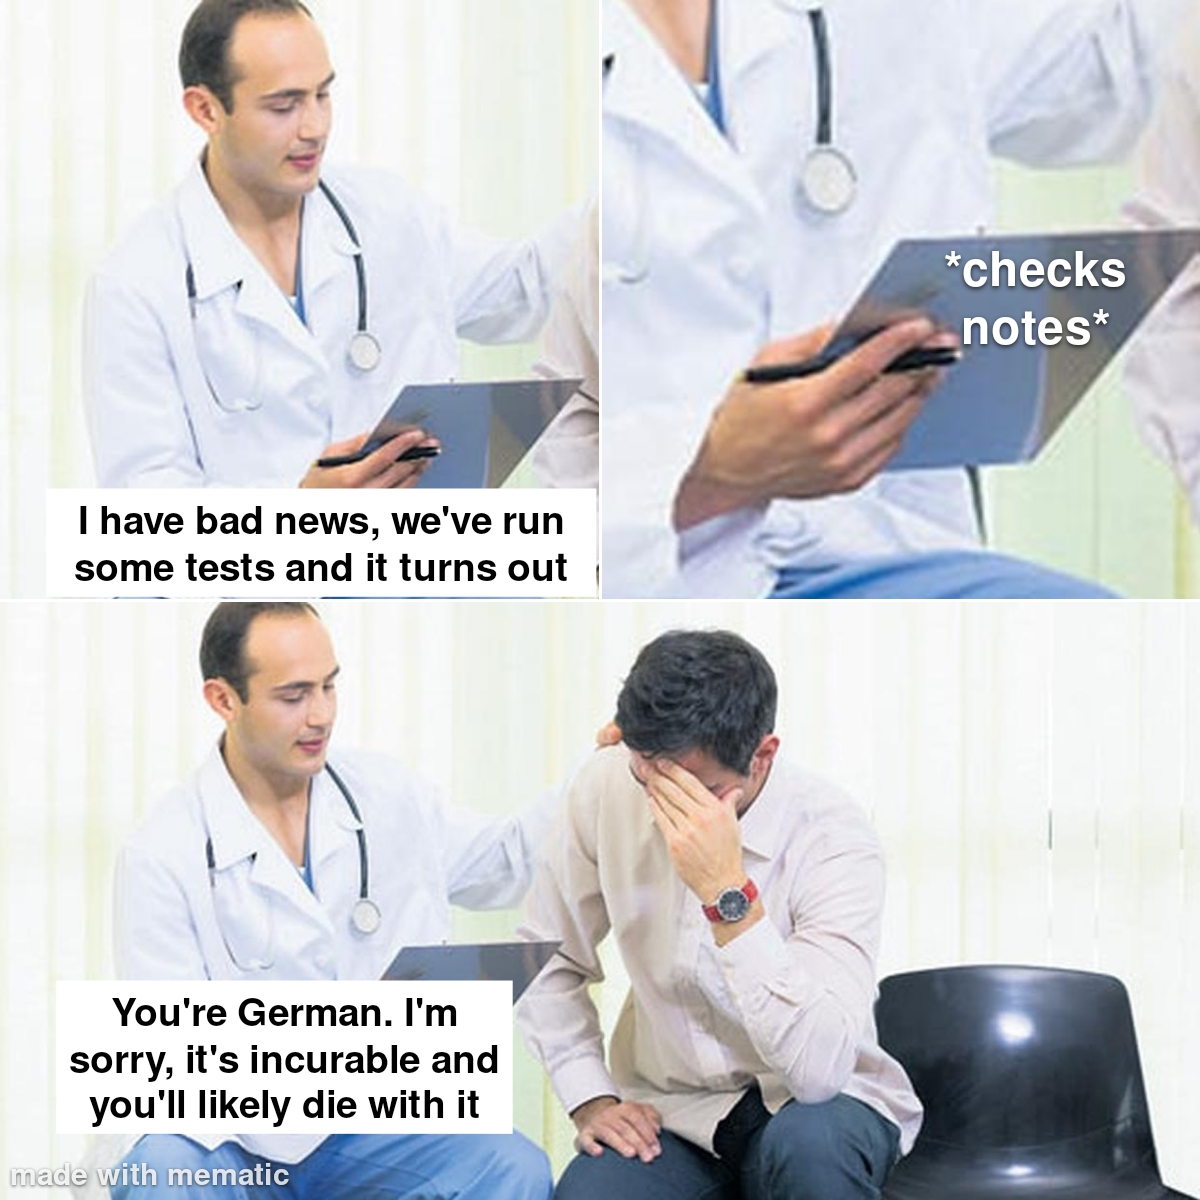 I have bad news, we've run
some tests and it turns out
*checks
notes*
You're German. I'm
sorry, it's incurable and
you'll likely die with it
made with mematic